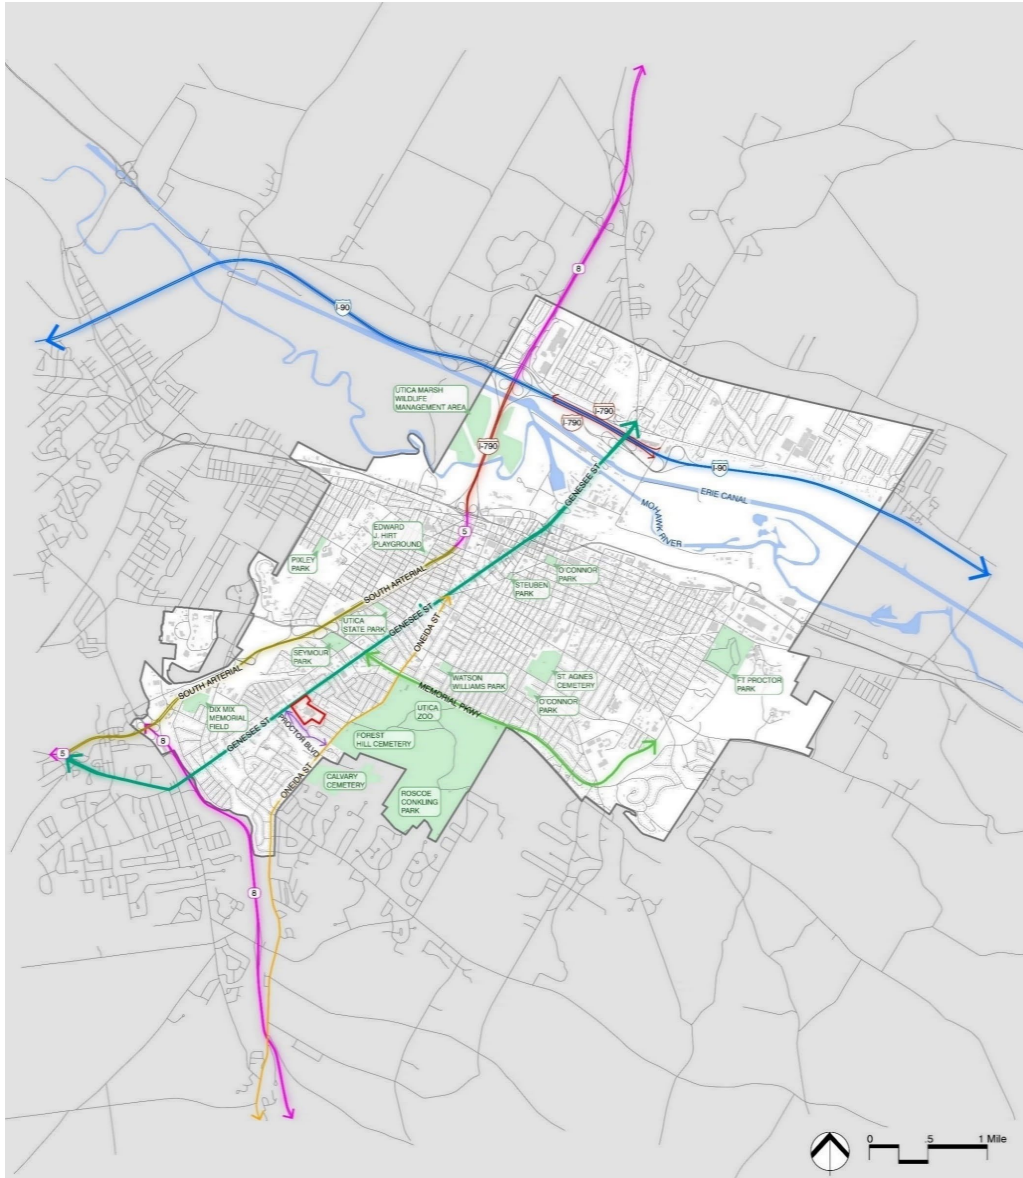 8
I-90
UTICA MARSH
WILDLIFE
MANAGEMENT AREA
I-790
I-790
I-790
GENESEE ST
I-90
ERIE CANAL
MOHAWK RIVER
EDWARD
J. HIRT
PLAYGROUND
5
PIXLEY
PARK
O'CONNOR
PARK
STEUBEN
PARK
SOUTH ARTERIAL
GENESEE ST
UTICA
STATE PARK
ONEIDA ST
SEYMOUR
PARK
WATSON
WILLIAMS PARK
ST. AGNES
CEMETERY
FT PROCTOR
PARK
SOUTH ARTERIAL
MEMORIAL PKWY
O'CONNOR
PARK
UTICA
ZOO
DIX MIX
MEMORIAL
FIELD
GENESEE ST
PROCTOR BLVD
FOREST
HILL CEMETERY
8
5
ONEIDA ST
CALVARY
CEMETERY
ROSCOE
CONKLING
PARK
8
0 .5 1 Mile